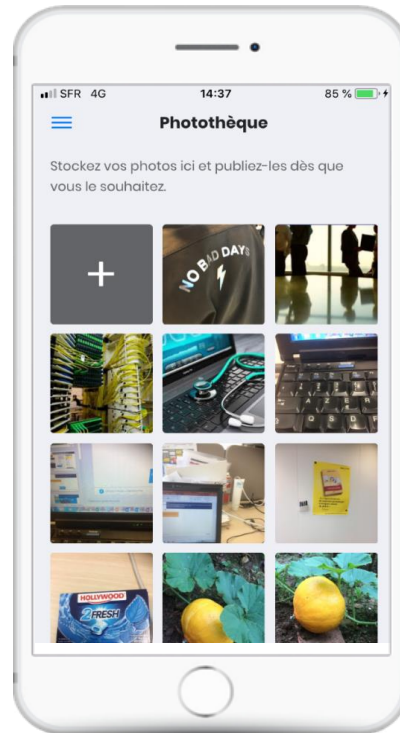 SFR 4G 14:37 85 %
Photothèque
Stockez vos photos ici et publiez-les dès que
vous le souhaitez.
NO BAD DAYS
HOLLYWOOD
2 FRESH